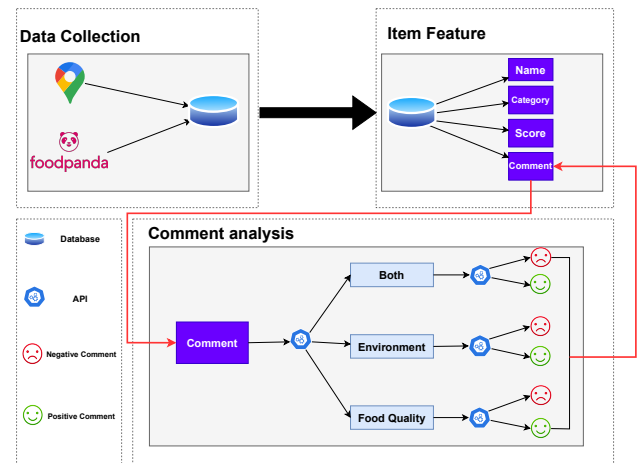 Data Collection
foodpanda
Item Feature
Name
Category
Score
Comment
Database
API
Negative Comment
Positive Comment
Comment analysis
Comment
Both
Environment
Food Quality